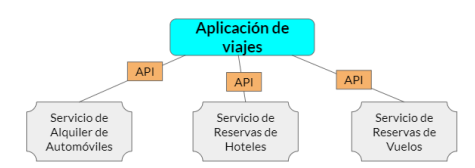 Aplicación de
viajes
API
API
API
Servicio de
Alquiler de
Automóviles
Servicio de
Reservas de
Hoteles
Servicio de
Reservas de
Vuelos